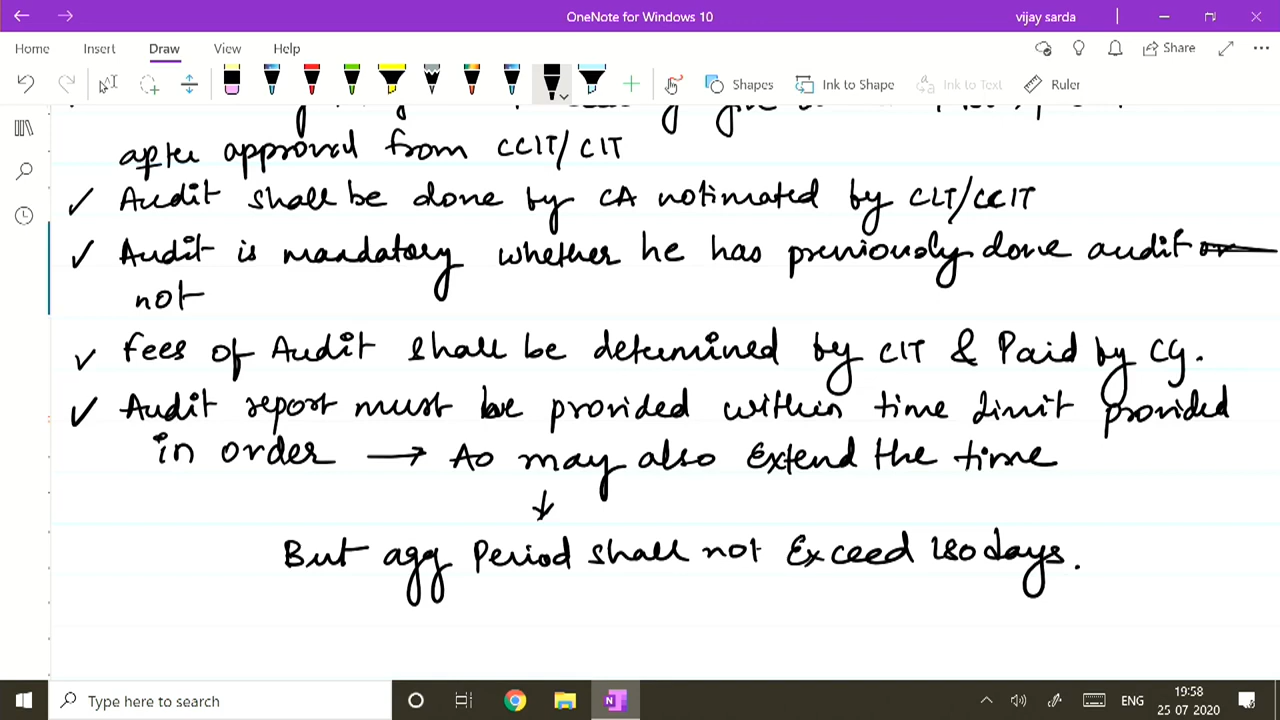 OneNote for Windows 10
vijay sarda
Home Insert Draw View Help
Share
Shapes Ink to Shape Ink to Text Ruler
give
after approval from CCIT/CIT
✓ Audit shall be done by CA notimated by CIT/CCIT
✓ Audit is mandatory whether he has previously done audit or
not
✓ Fees of Audit shall be determined by CIT & Paid by CG.
✓ Audit report must be provided within time limit provided
in order → AO may also Extend the time
↓
But agg Period shall not Exceed 180 days.
Type here to search
ENG
19:58
25-07-2020
3